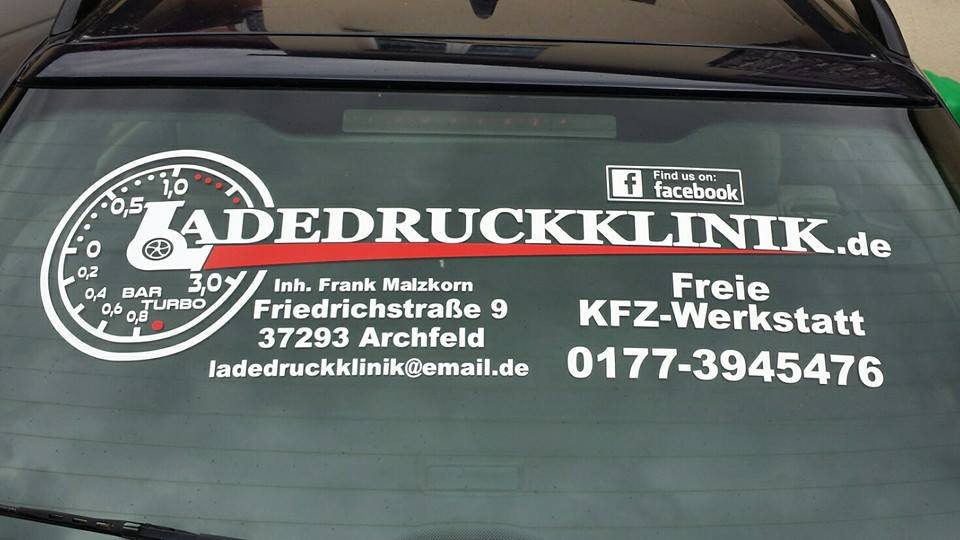 Find us on:
facebook
LADEDRUCKKLINIK.de
1,0
0,5
0
0,2
0,4
0,6
0,8
3,0
BAR
TURBO
Inh. Frank Malzkorn
Friedrichstraße 9
37293 Archfeld
ladedruckklinik@email.de
Freie
KFZ-Werkstatt
0177-3945476